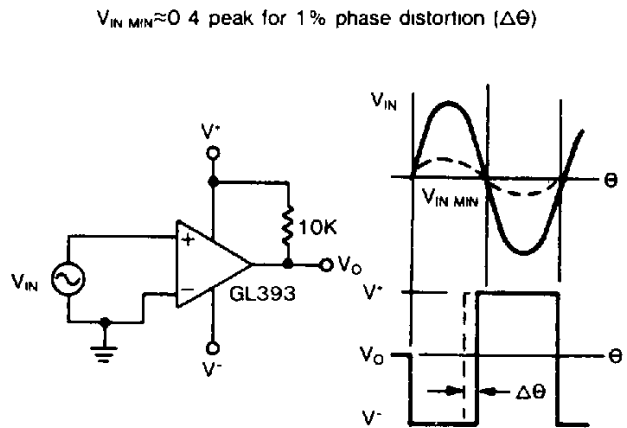 V_IN MIN≈0 4 peak for 1% phase distortion (ΔΘ)
V_IN
V⁺
Θ
V_IN MIN
10K
+
V_O
V_IN
−
GL393
V⁺
V_O
Θ
V⁻
ΔΘ
V⁻